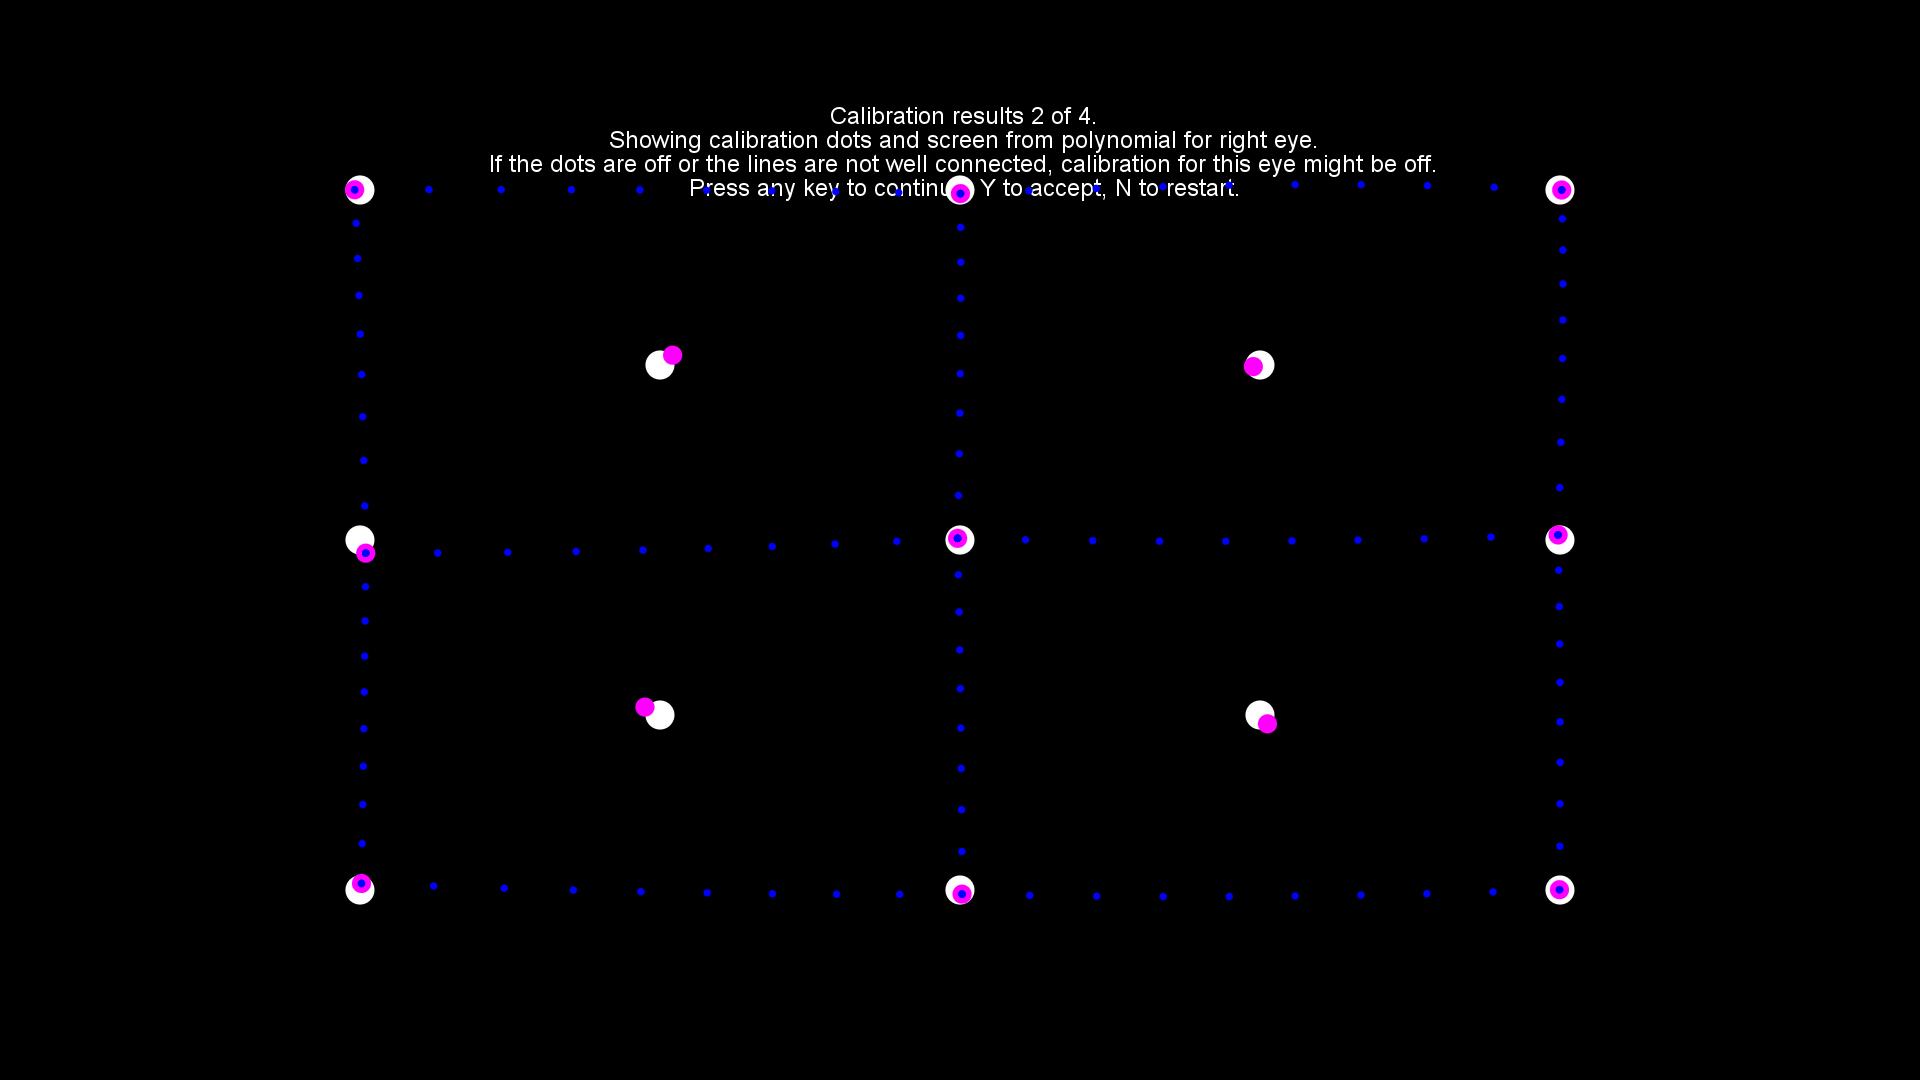 Calibration results 2 of 4.
Showing calibration dots and screen from polynomial for right eye.
If the dots are off or the lines are not well connected, calibration for this eye might be off.
Press any key to continue, Y to accept, N to restart.